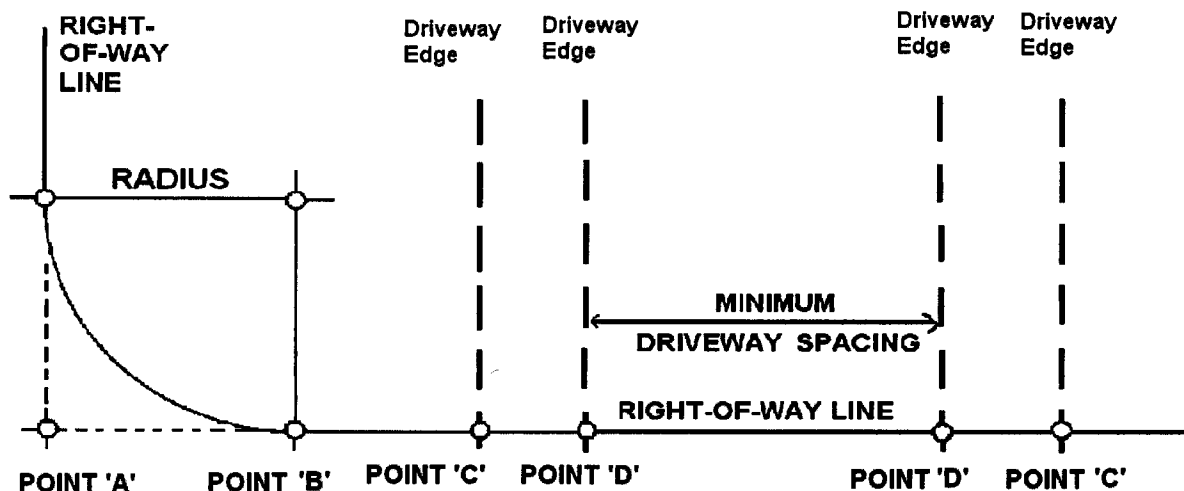 RIGHT-
OF-WAY
LINE
Driveway
Edge
Driveway
Edge
Driveway
Edge
Driveway
Edge
RADIUS
MINIMUM
DRIVEWAY SPACING
RIGHT-OF-WAY LINE
POINT 'A'
POINT 'B'
POINT 'C'
POINT 'D'
POINT 'D'
POINT 'C'